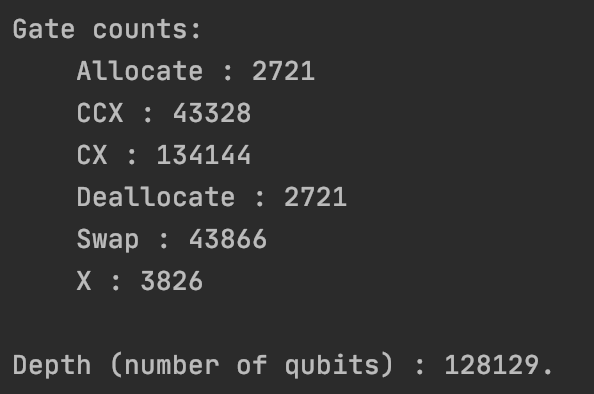 Gate counts:
Allocate : 2721
CCX : 43328
CX : 134144
Deallocate : 2721
Swap : 43866
X : 3826
Depth (number of qubits) : 128129.